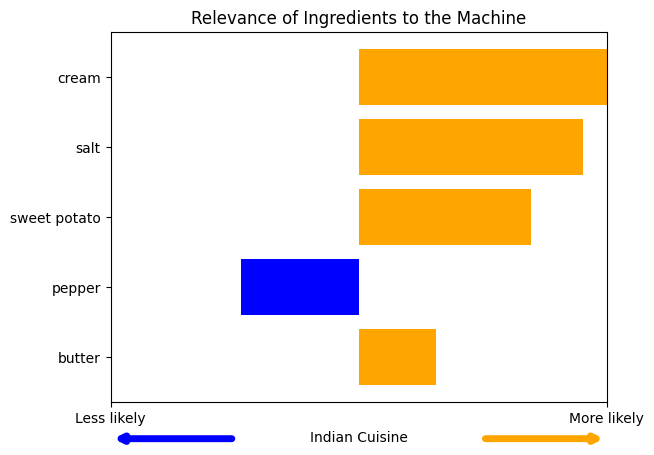 Relevance of Ingredients to the Machine
cream
salt
sweet potato
pepper
butter
Less likely
More likely
Indian Cuisine